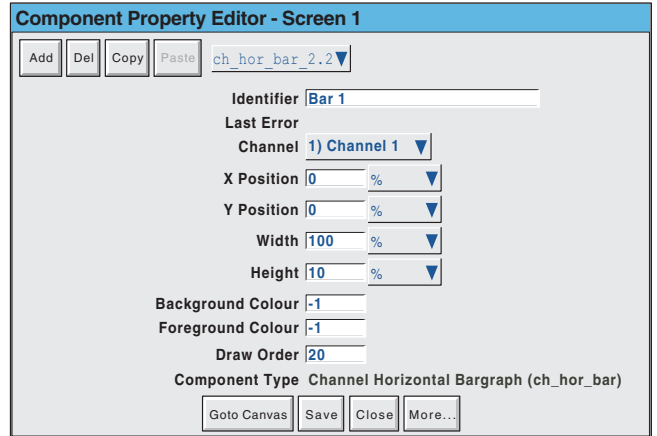 Component Property Editor - Screen 1
Add Del Copy Paste ch_hor_bar_2.2
Identifier Bar 1
Last Error
Channel 1) Channel 1
X Position 0 %
Y Position 0 %
Width 100 %
Height 10 %
Background Colour -1
Foreground Colour -1
Draw Order 20
Component Type Channel Horizontal Bargraph (ch_hor_bar)
Goto Canvas Save Close More...